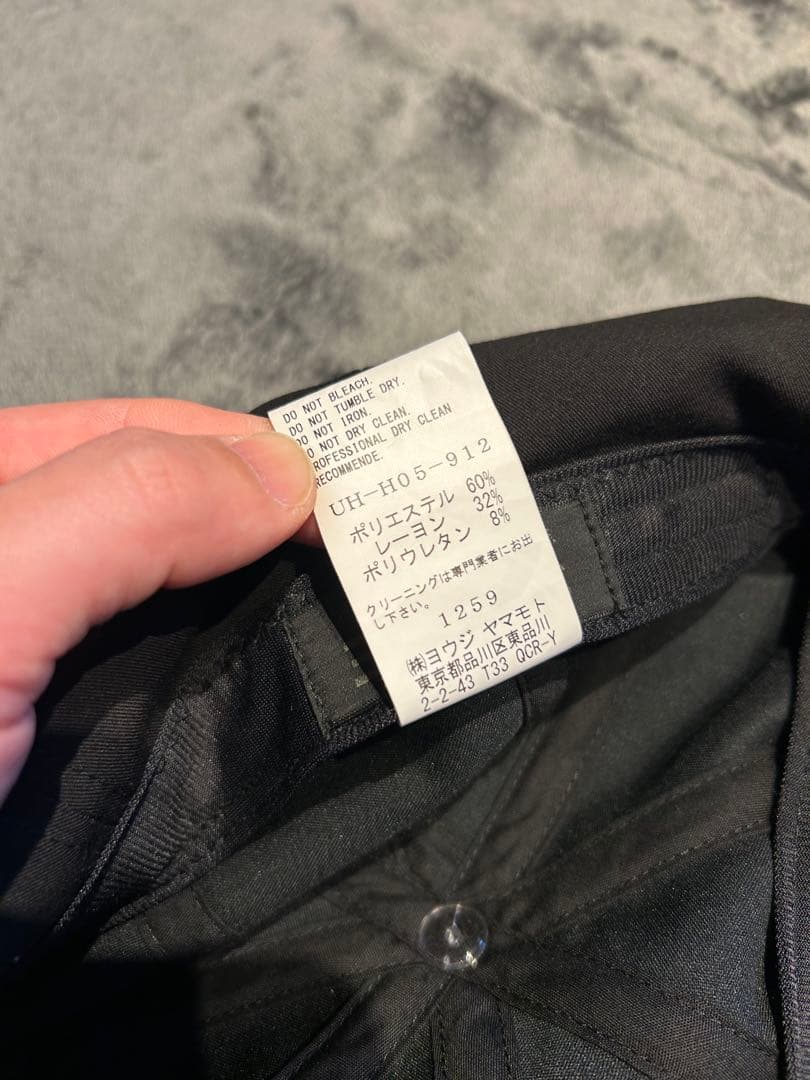 DO NOT BLEACH.
DO NOT TUMBLE DRY.
DO NOT IRON.
DO NOT DRY CLEAN.
PROFESSIONAL DRY CLEAN
RECOMMENDE.
UH-H05-912
ポリエステル 60%
レーヨン 32%
ポリウレタン 8%
クリーニングは専門業者にお出
し下さい。
1259
㈱ヨウジ ヤマモト
東京都品川区東品川
2-2-43 T33 QCR-Y